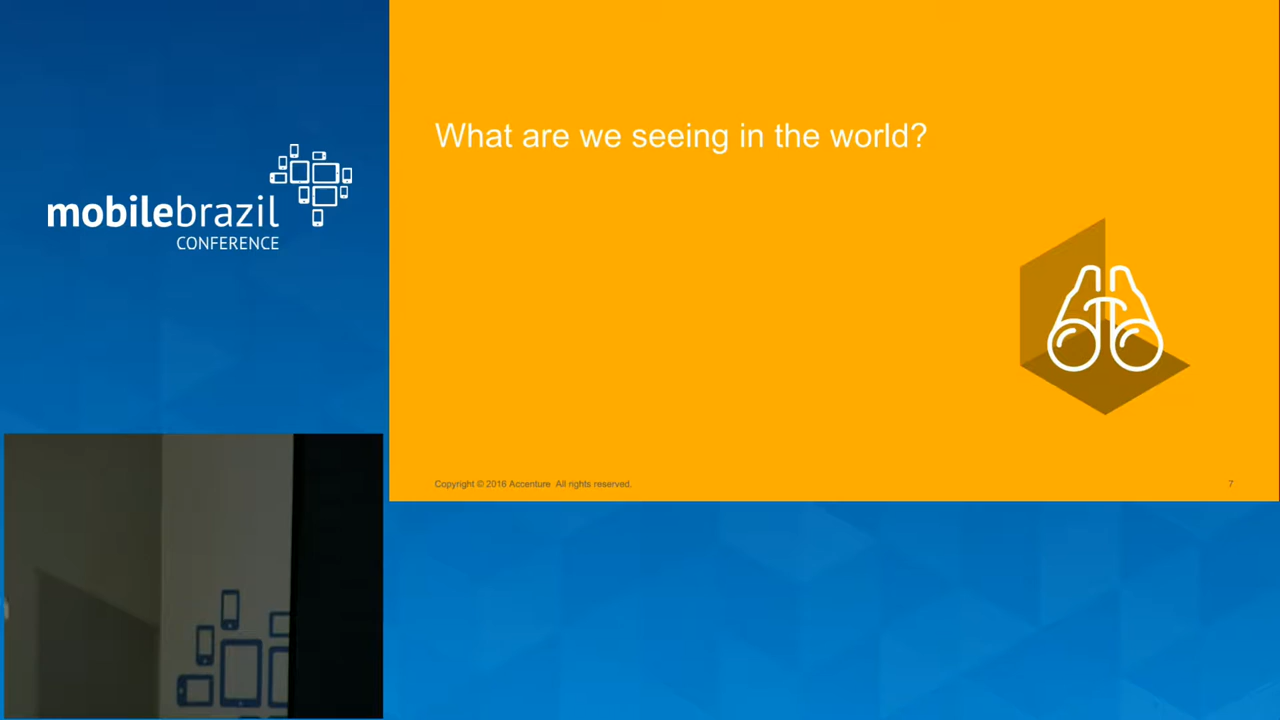 mobilebrazil
CONFERENCE
What are we seeing in the world?
Copyright © 2016 Accenture All rights reserved.
7